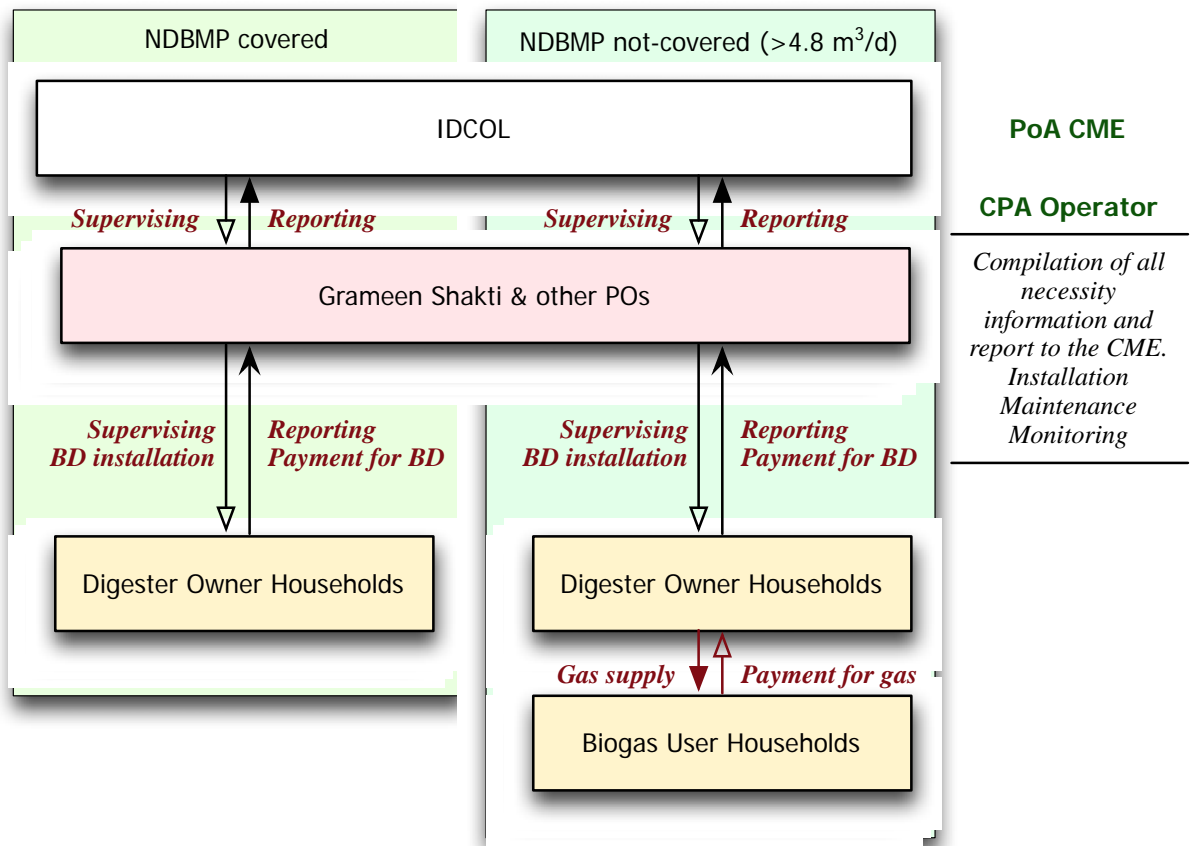 NDBMP covered
NDBMP not-covered (>4.8 m³/d)
IDCOL
PoA CME
CPA Operator
Supervising
Reporting
Supervising
Reporting
Compilation of all
necessity
information and
report to the CME.
Installation
Maintenance
Monitoring
Grameen Shakti & other POs
Supervising
BD installation
Reporting
Payment for BD
Supervising
BD installation
Reporting
Payment for BD
Digester Owner Households
Digester Owner Households
Gas supply
Payment for gas
Biogas User Households